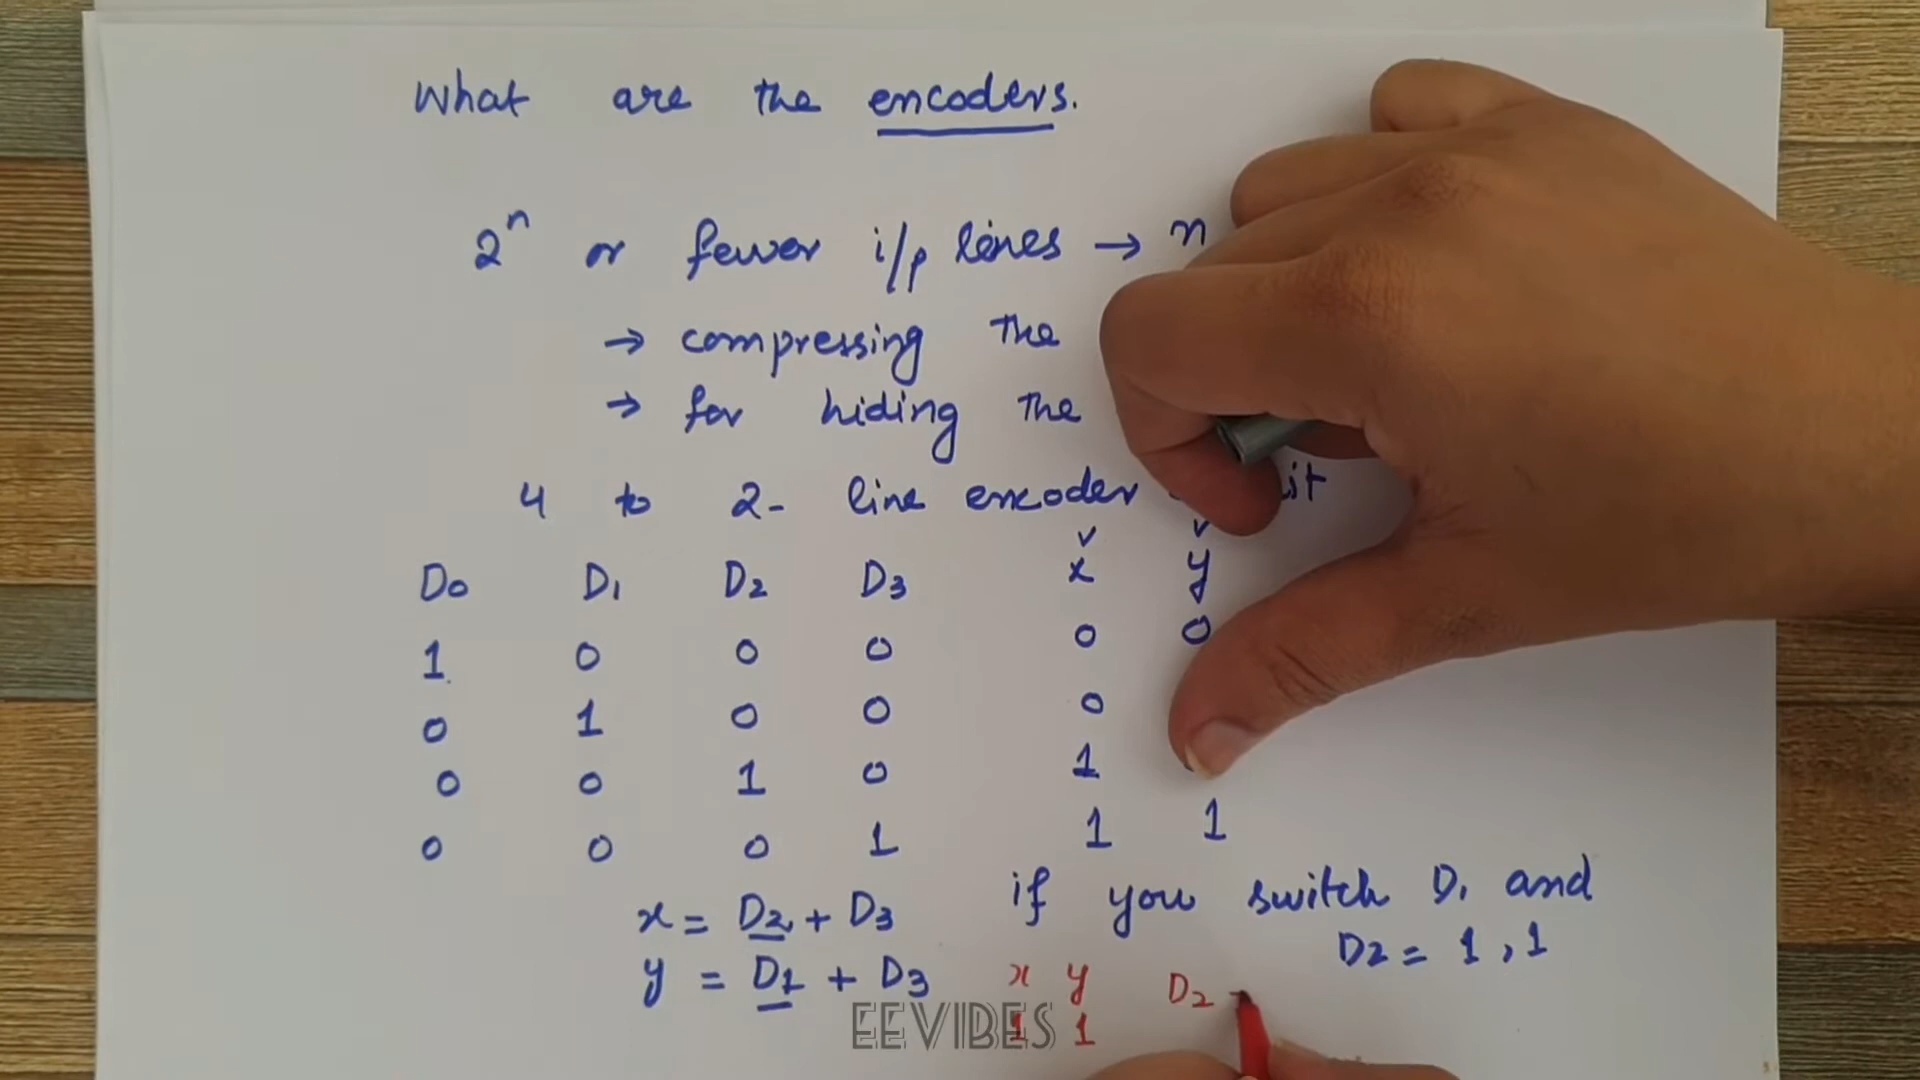 What are the encoders.
2ⁿ or fewer i/p lines → n
→ compressing the
→ for hiding the
4 to 2- line encoder it
D0 D1 D2 D3 x y
1 0 0 0 0 0
0 1 0 0 0
0 0 1 0 1
0 0 0 1 1 1
x = D2 + D3 if you switch D1 and
D2 = 1, 1
y = D1 + D3 x y D2 -
1 1
EEVIBES